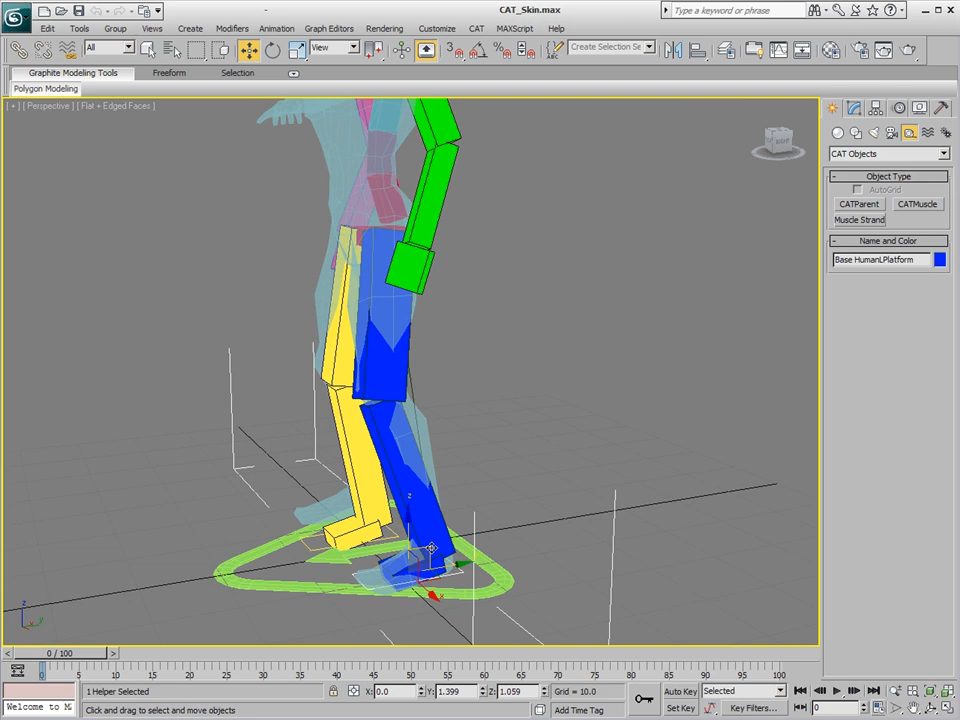 CAT_Skin.max
Type a keyword or phrase
Edit Tools Group Views Create Modifiers Animation Graph Editors Rendering Customize CAT MAXScript Help
All View 3 Create Selection Se
Graphite Modeling Tools Freeform Selection
Polygon Modeling
[ + ] [ Perspective ] [ Flat + Edged Faces ]
CAT Objects
- Object Type
AutoGrid
CATParent CATMuscle
Muscle Strand
- Name and Color
Base HumanLPlatform
z
x
z
y
< 0 / 100 >
0 5 10 15 20 25 30 35 40 45 50 55 60 65 70 75 80 85 90 95 100
1 Helper Selected X: 0.0 Y: 1.399 Z: 1.059 Grid = 10.0 Auto Key Selected
Welcome to M Click and drag to select and move objects Add Time Tag Set Key Key Filters... 0